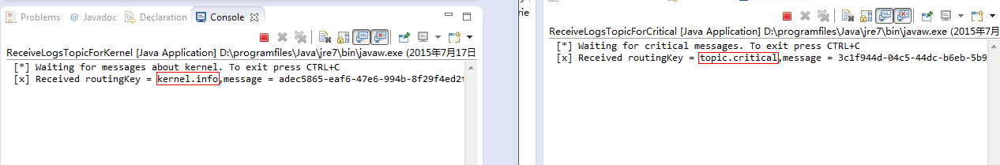 Problems @ Javadoc Declaration Console
ReceiveLogsTopicForKernel [Java Application] D:\programfiles\Java\jre7\bin\javaw.exe (2015年7月17日
[*] Waiting for messages about kernel. To exit press CTRL+C
[x] Received routingKey = kernel.info,message = adec5865-eaf6-47e6-994b-8f29f4ed2
rie
ReceiveLogsTopicForCritical [Java Application] D:\programfiles\Java\jre7\bin\javaw.exe (2015年7月
[*] Waiting for critical messages. To exit press CTRL+C
[x] Received routingKey = topic.critical,message = 3c1f944d-04c5-44dc-b6eb-5b9